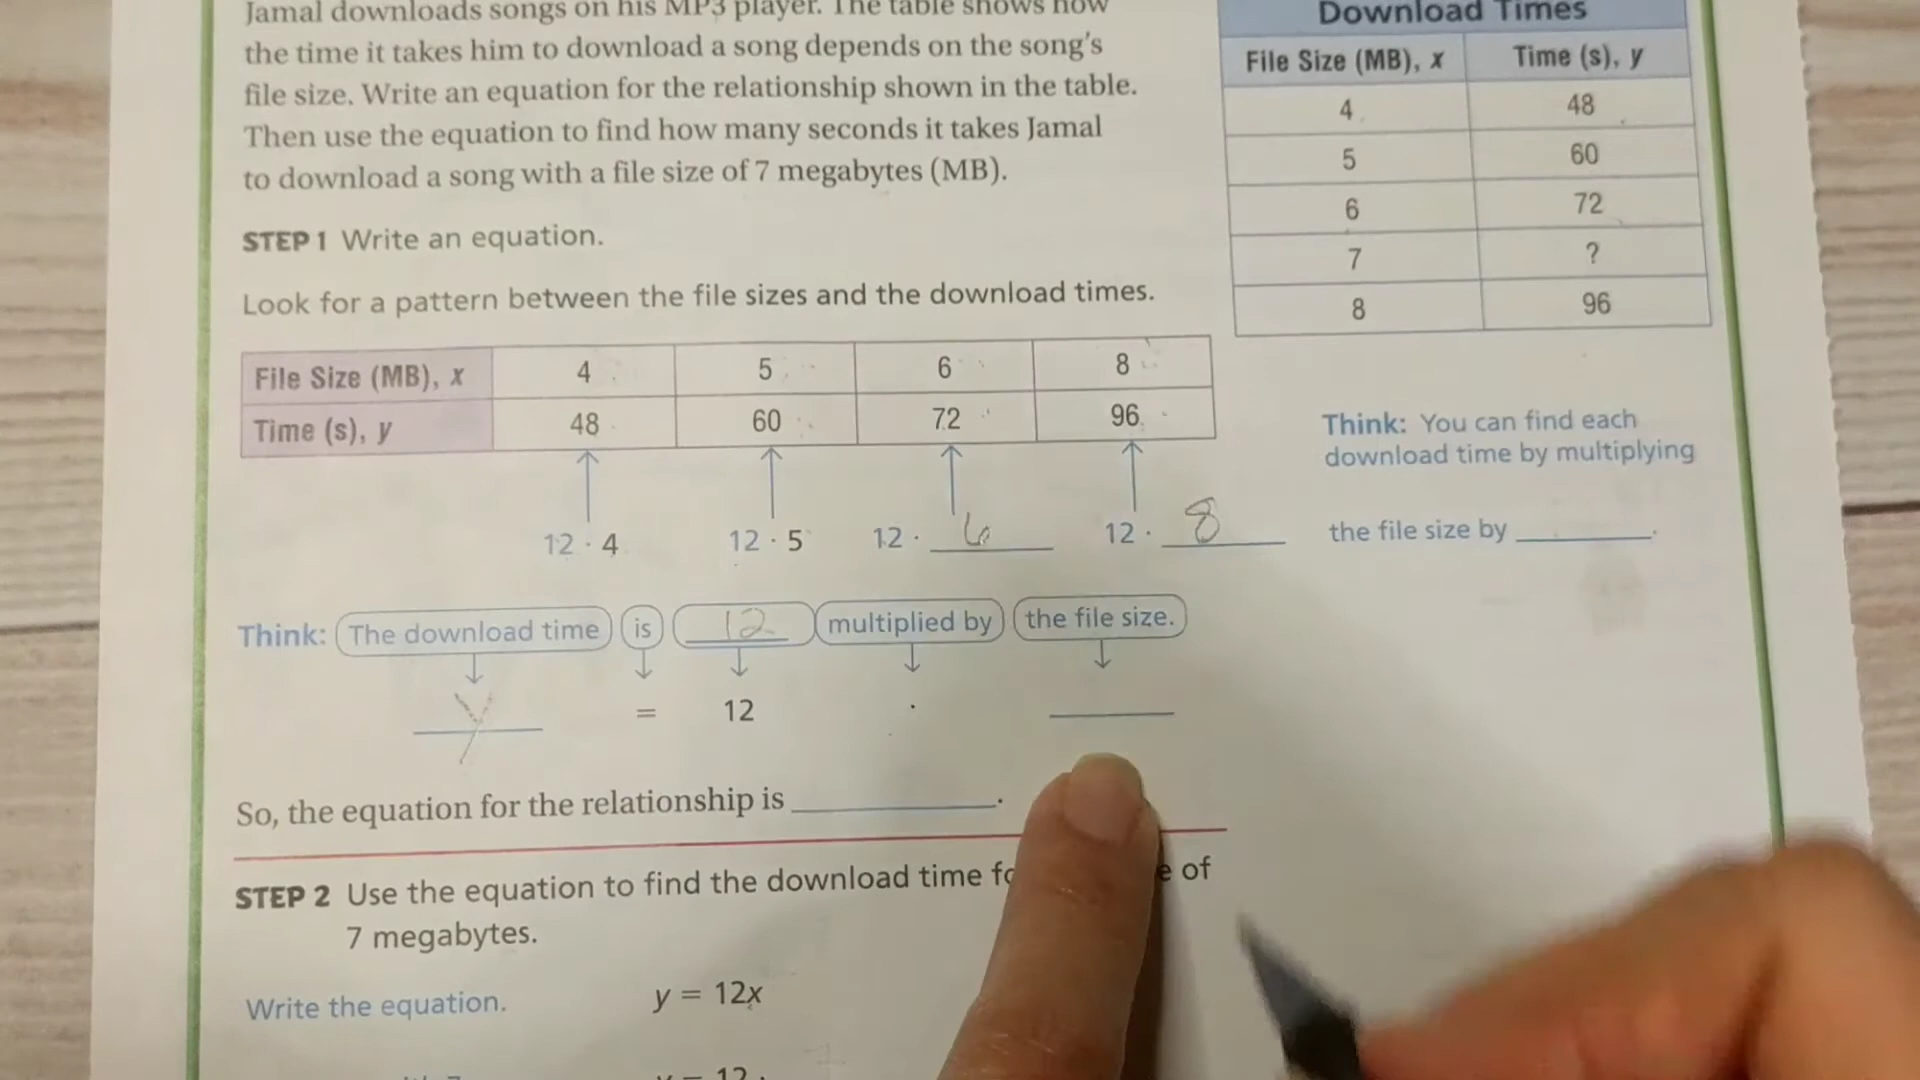 Jamal downloads songs on his MP3 player. The table shows how
the time it takes him to download a song depends on the song's
file size. Write an equation for the relationship shown in the table.
Then use the equation to find how many seconds it takes Jamal
to download a song with a file size of 7 megabytes (MB).
Download Times
File Size (MB), x Time (s), y
4 48
5 60
6 72
7 ?
8 96
STEP 1 Write an equation.
Look for a pattern between the file sizes and the download times.
File Size (MB), x 4 5 6 8
Time (s), y 48 60 72 96
12 · 4 12 · 5 12 · 6 12 · 8
Think: You can find each
download time by multiplying
the file size by ________.
Think: The download time is 12 multiplied by the file size.
y = 12 · ________
So, the equation for the relationship is ________.
STEP 2 Use the equation to find the download time e of
7 megabytes.
Write the equation. y = 12x
y = 12 ·